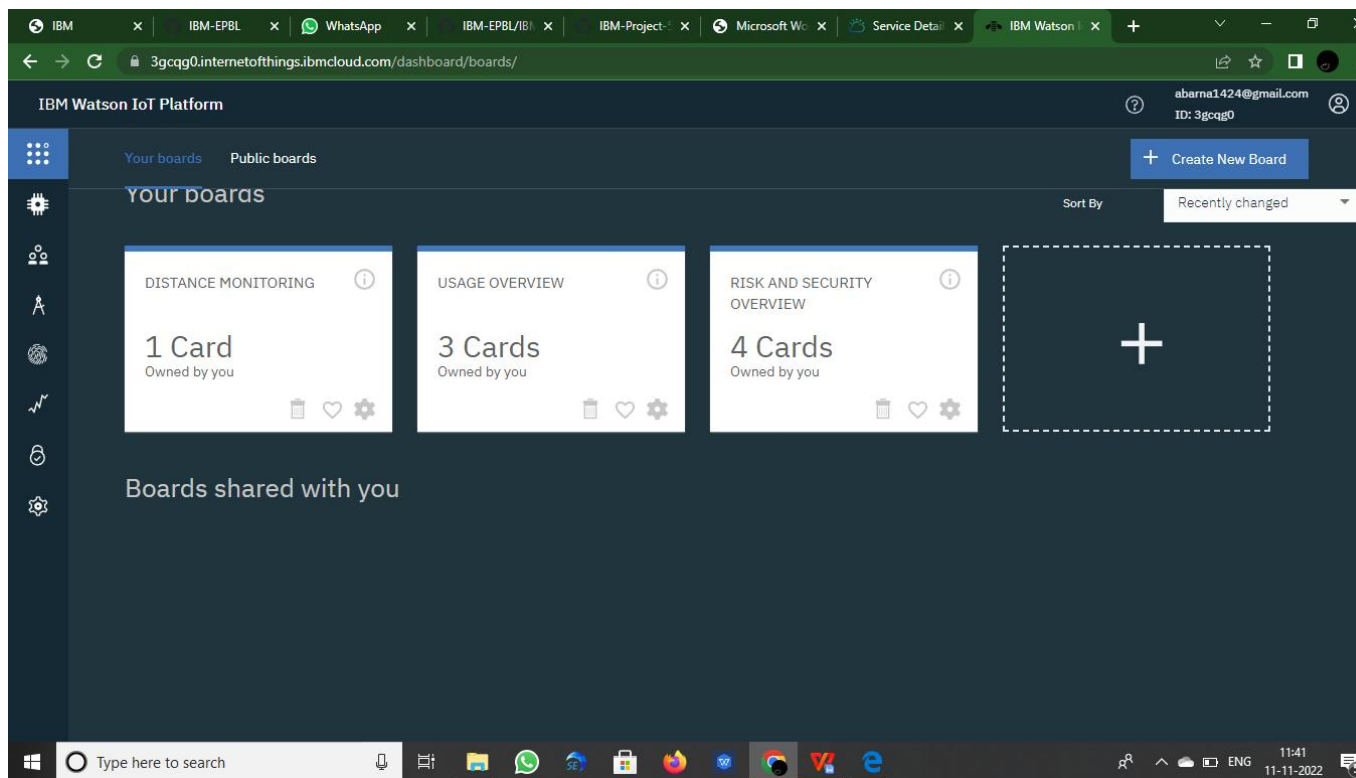 IBM IBM-EPBL WhatsApp IBM-EPBL/IBM IBM-Project- Microsoft Wo Service Detail IBM Watson I
3gcqg0.internetofthings.ibmcloud.com/dashboard/boards/
IBM Watson IoT Platform
abarna1424@gmail.com
ID: 3gcqg0
Your boards Public boards
+ Create New Board
Your boards
Sort By Recently changed
DISTANCE MONITORING
1 Card
Owned by you
USAGE OVERVIEW
3 Cards
Owned by you
RISK AND SECURITY
OVERVIEW
4 Cards
Owned by you
Boards shared with you
Type here to search
ENG
11:41
11-11-2022